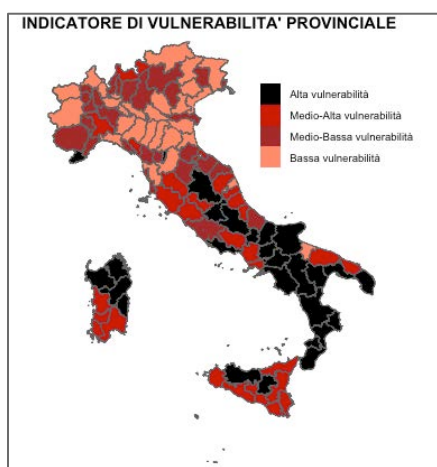 INDICATORE DI VULNERABILITA' PROVINCIALE
Alta vulnerabilità
Medio-Alta vulnerabilità
Medio-Bassa vulnerabilità
Bassa vulnerabilità